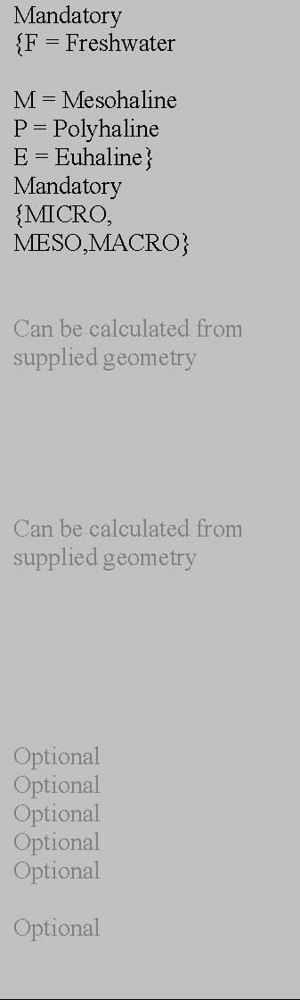 Mandatory
{F = Freshwater
M = Mesohaline
P = Polyhaline
E = Euhaline}
Mandatory
{MICRO,
MESO,MACRO}
Can be calculated from
supplied geometry
Can be calculated from
supplied geometry
Optional
Optional
Optional
Optional
Optional
Optional